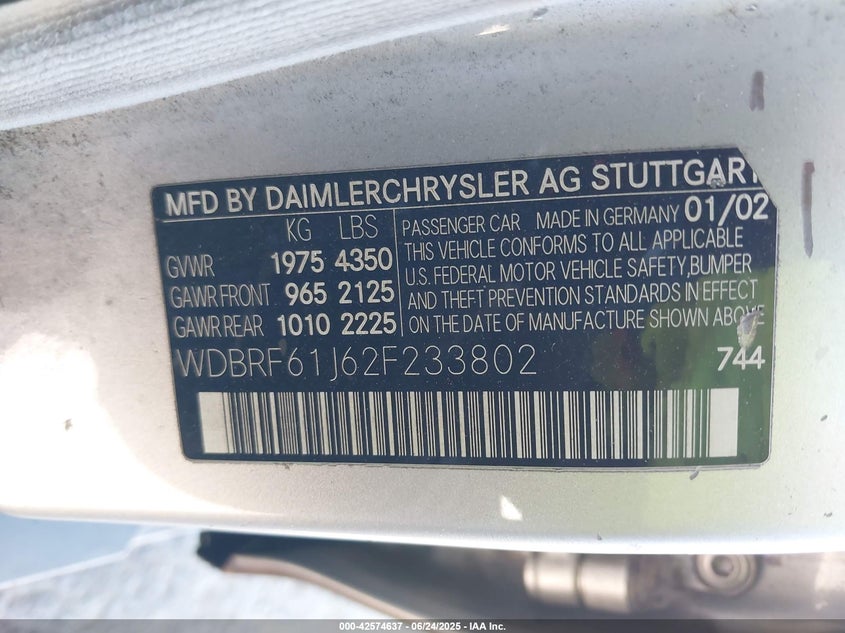 MFD BY DAIMLERCHRYSLER AG STUTTGART
KG LBS
GVWR 1975 4350
GAWR FRONT 965 2125
GAWR REAR 1010 2225
PASSENGER CAR MADE IN GERMANY 01/02
THIS VEHICLE CONFORMS TO ALL APPLICABLE
U.S. FEDERAL MOTOR VEHICLE SAFETY,BUMPER
AND THEFT PREVENTION STANDARDS IN EFFECT
ON THE DATE OF MANUFACTURE SHOWN ABOVE.
WDBRF61J62F233802 744
000-42574637 - 06/24/2025 - IAA Inc.